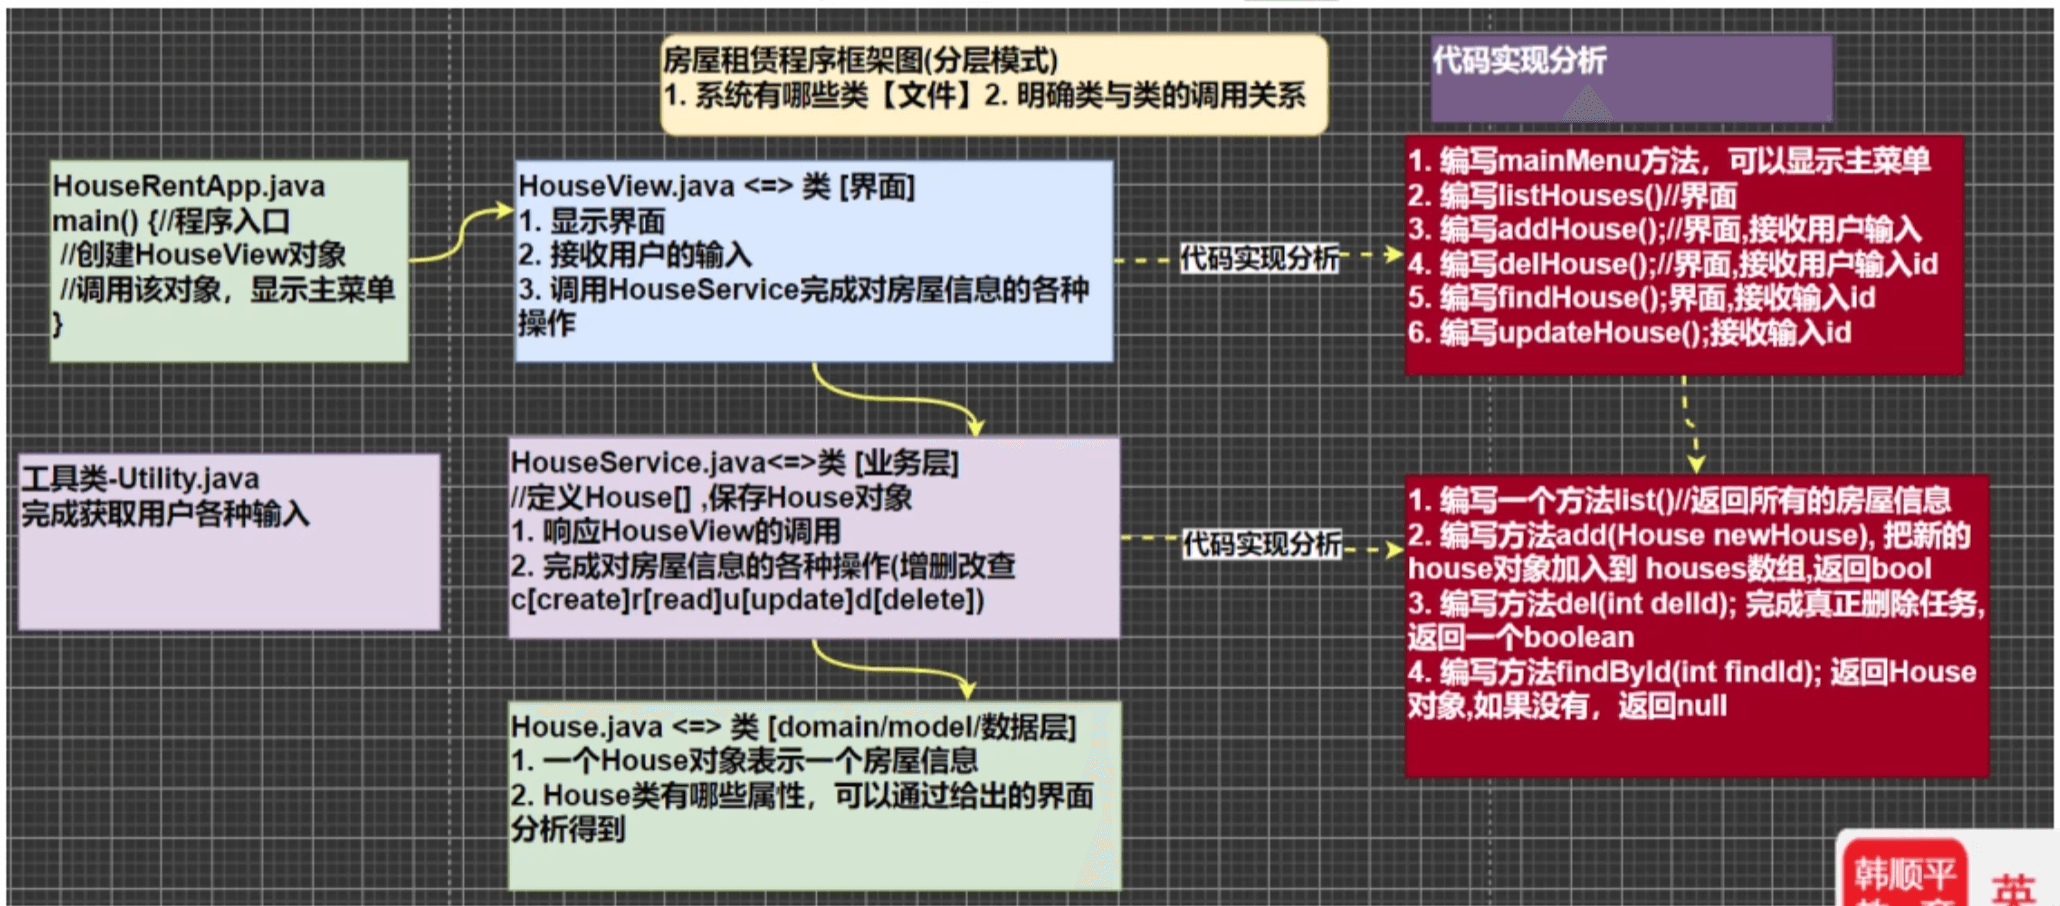 房屋租赁程序框架图(分层模式)
1. 系统有哪些类【文件】2. 明确类与类的调用关系
代码实现分析
HouseRentApp.java
main() {//程序入口
//创建HouseView对象
//调用该对象，显示主菜单
}
HouseView.java <=> 类 [界面]
1. 显示界面
2. 接收用户的输入
3. 调用HouseService完成对房屋信息的各种
操作
代码实现分析
1. 编写mainMenu方法，可以显示主菜单
2. 编写listHouses()//界面
3. 编写addHouse();//界面,接收用户输入
4. 编写delHouse();//界面,接收用户输入id
5. 编写findHouse();界面,接收输入id
6. 编写updateHouse();接收输入id
工具类-Utility.java
完成获取用户各种输入
HouseService.java<=>类 [业务层]
//定义House[] ,保存House对象
1. 响应HouseView的调用
2. 完成对房屋信息的各种操作(增删改查
c[create]r[read]u[update]d[delete])
代码实现分析
1. 编写一个方法list()//返回所有的房屋信息
2. 编写方法add(House newHouse), 把新的
house对象加入到 houses数组,返回bool
3. 编写方法del(int delId); 完成真正删除任务,
返回一个boolean
4. 编写方法findById(int findId); 返回House
对象,如果没有，返回null
House.java <=> 类 [domain/model/数据层]
1. 一个House对象表示一个房屋信息
2. House类有哪些属性，可以通过给出的界面
分析得到
韩顺平
英